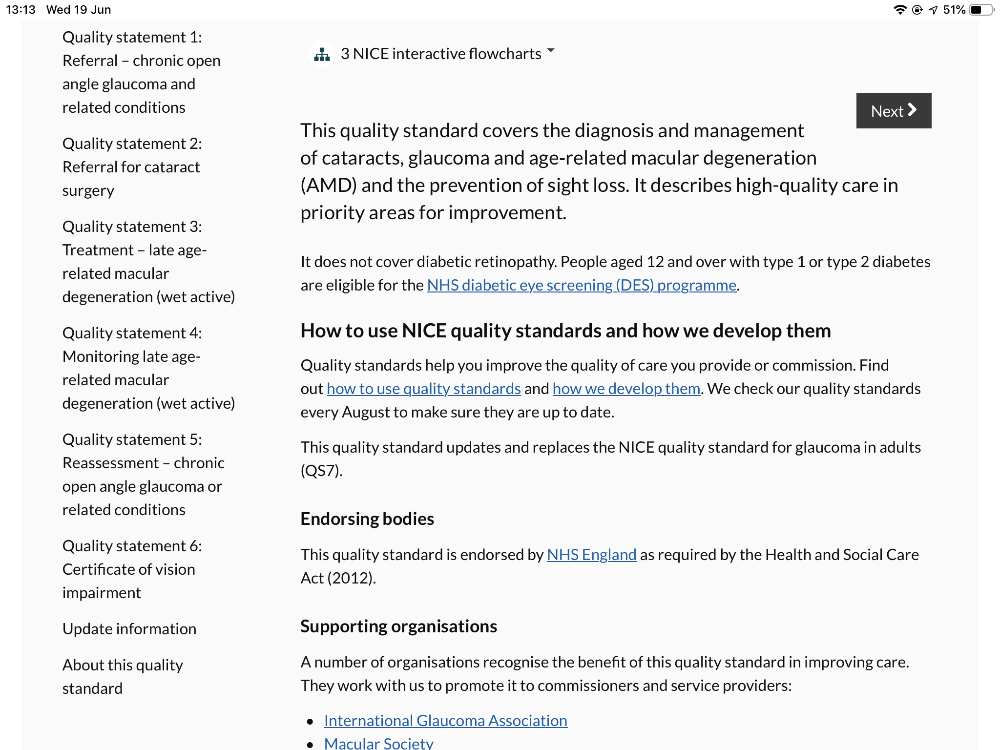 13:13 Wed 19 Jun
51%
Quality statement 1:
Referral – chronic open
angle glaucoma and
related conditions
Quality statement 2:
Referral for cataract
surgery
Quality statement 3:
Treatment – late age-
related macular
degeneration (wet active)
Quality statement 4:
Monitoring late age-
related macular
degeneration (wet active)
Quality statement 5:
Reassessment – chronic
open angle glaucoma or
related conditions
Quality statement 6:
Certificate of vision
impairment
Update information
About this quality
standard
3 NICE interactive flowcharts
Next
This quality standard covers the diagnosis and management
of cataracts, glaucoma and age-related macular degeneration
(AMD) and the prevention of sight loss. It describes high-quality care in
priority areas for improvement.
It does not cover diabetic retinopathy. People aged 12 and over with type 1 or type 2 diabetes
are eligible for the NHS diabetic eye screening (DES) programme.
How to use NICE quality standards and how we develop them
Quality standards help you improve the quality of care you provide or commission. Find
out how to use quality standards and how we develop them. We check our quality standards
every August to make sure they are up to date.
This quality standard updates and replaces the NICE quality standard for glaucoma in adults
(QS7).
Endorsing bodies
This quality standard is endorsed by NHS England as required by the Health and Social Care
Act (2012).
Supporting organisations
A number of organisations recognise the benefit of this quality standard in improving care.
They work with us to promote it to commissioners and service providers:
• International Glaucoma Association
• Macular Society